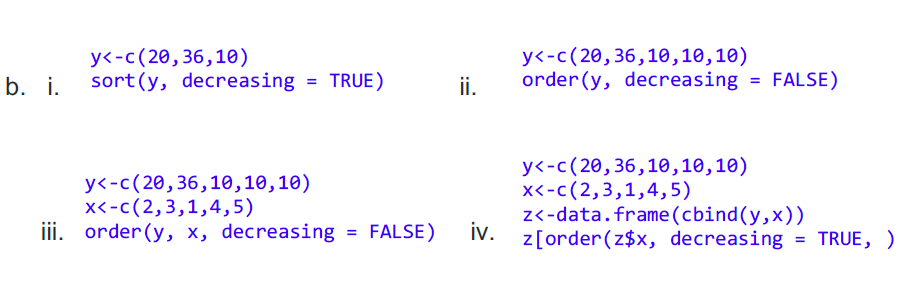 y<-c(20,36,10)
b. i. sort(y, decreasing = TRUE)
y<-c(20,36,10,10,10)
ii. order(y, decreasing = FALSE)
y<-c(20,36,10,10,10)
x<-c(2,3,1,4,5)
iii. order(y, x, decreasing = FALSE)
y<-c(20,36,10,10,10)
x<-c(2,3,1,4,5)
z<-data.frame(cbind(y,x))
iv. z[order(z$x, decreasing = TRUE, )